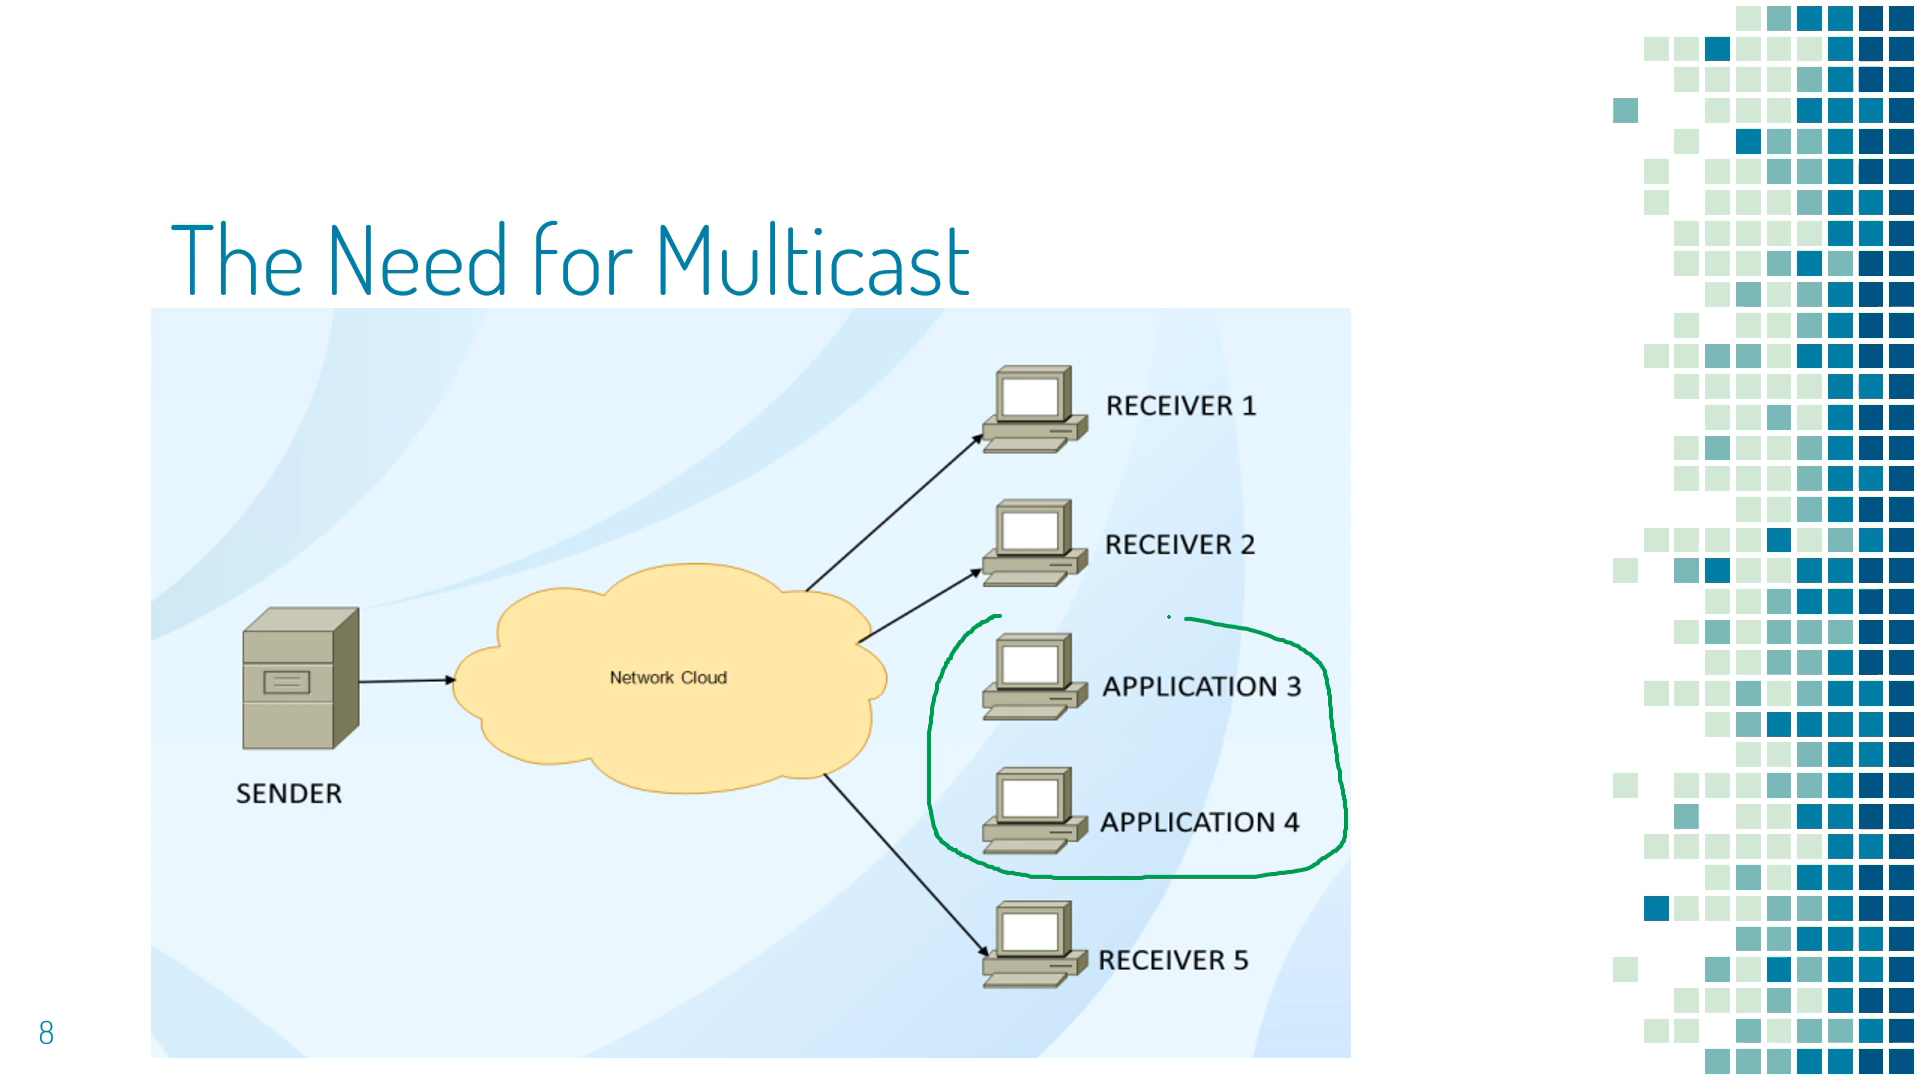 The Need for Multicast
RECEIVER 1
RECEIVER 2
Network Cloud
APPLICATION 3
SENDER
APPLICATION 4
RECEIVER 5
8